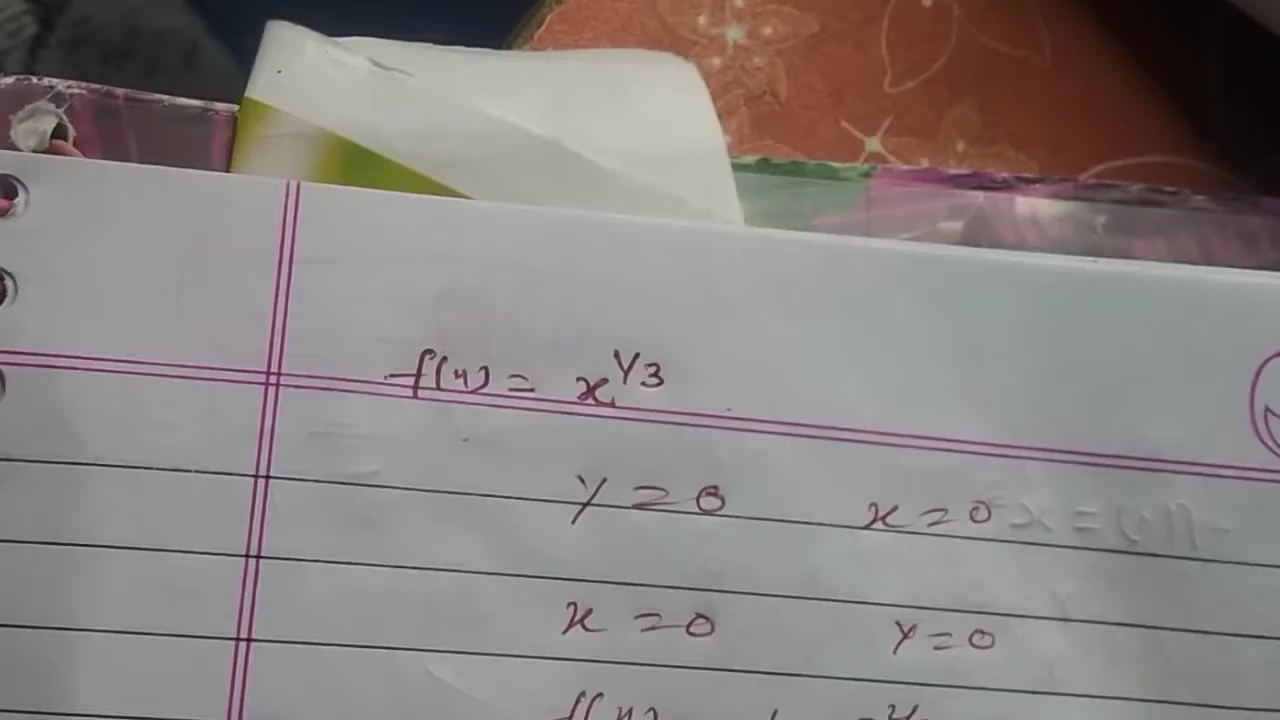 f(x) = x^1/3
y = 0 x = 0
x = 0 y = 0